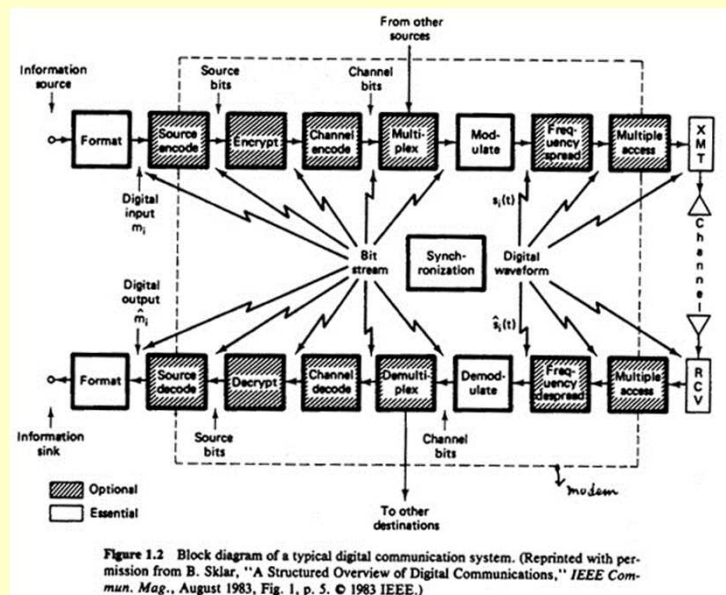 From other
sources
Information
source
Source
bits
Channel
bits
Format
Source
encode
Encrypt
Channel
encode
Multi-
plex
Mod-
ulate
Freq-
uency
spread
Multiple
access
X
M
T
Digital
input
mᵢ
sᵢ(t)
Bit
stream
Synch-
ronization
Digital
waveform
Channel
Digital
output
m̂ᵢ
ŝᵢ(t)
Format
Source
decode
Decrypt
Channel
decode
Demulti-
plex
Demod-
ulate
Freq-
uency
despread
Multiple
access
R
C
V
Information
sink
Source
bits
Channel
bits
Optional
Essential
To other
destinations
modem
Figure 1.2 Block diagram of a typical digital communication system. (Reprinted with per-
mission from B. Sklar, "A Structured Overview of Digital Communications," IEEE Com-
mun. Mag., August 1983, Fig. 1, p. 5. © 1983 IEEE.)